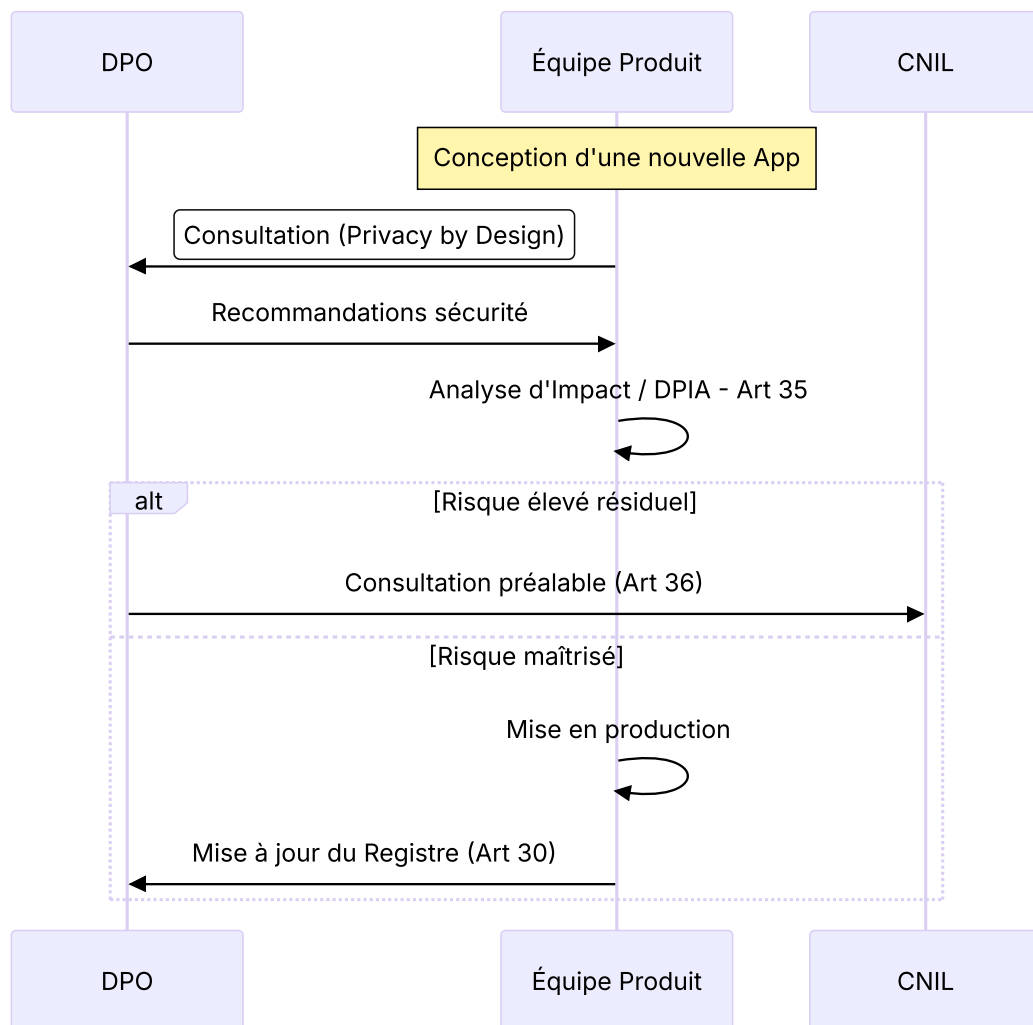 DPO
Équipe Produit
CNIL
Conception d'une nouvelle App
Consultation (Privacy by Design)
Recommandations sécurité
Analyse d'Impact / DPIA - Art 35
alt
[Risque élevé résiduel]
Consultation préalable (Art 36)
[Risque maîtrisé]
Mise en production
Mise à jour du Registre (Art 30)
DPO
Équipe Produit
CNIL